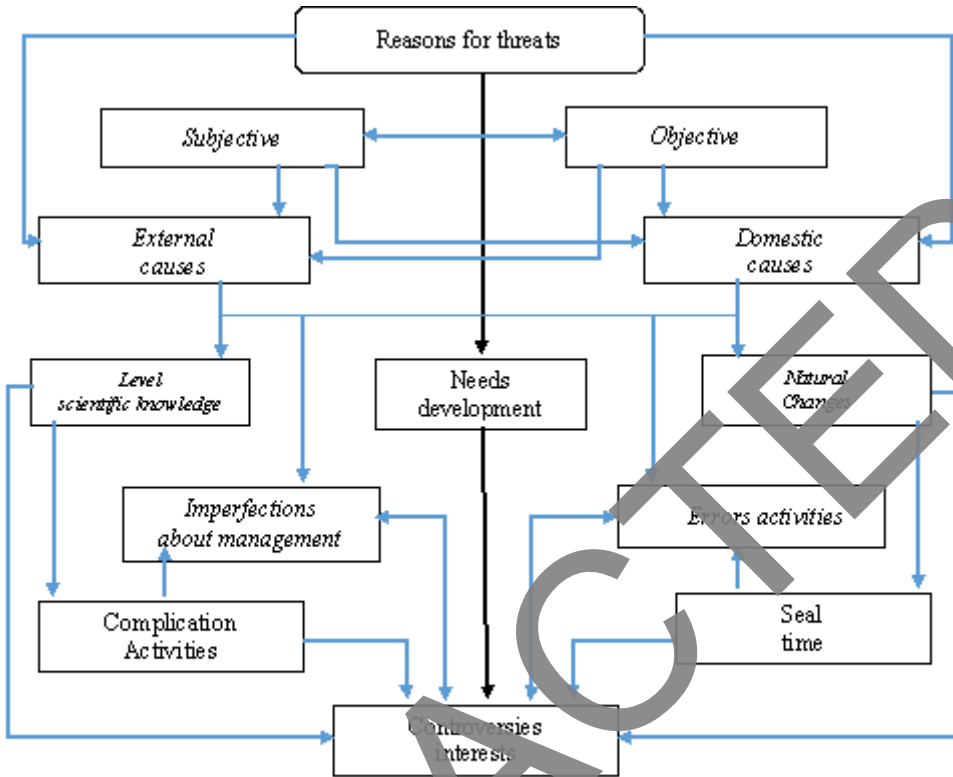 Reasons for threats
Subjective
Objective
External
causes
Domestic
causes
Level
scientific knowledge
Needs
development
Natural
Changes
Imperfections
about management
Errors activities
Complication
Activities
Seal
time
Controversies
interests
ACTED